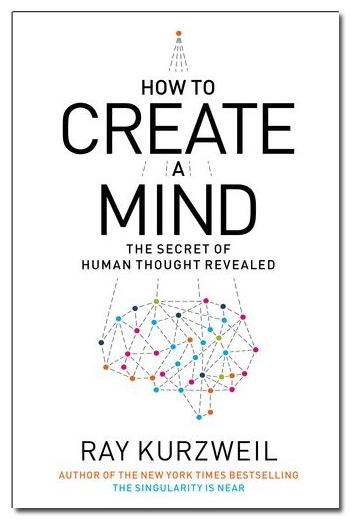 HOW TO
CREATE
A
MIND
THE SECRET OF
HUMAN THOUGHT REVEALED
RAY KURZWEIL
AUTHOR OF THE NEW YORK TIMES BESTSELLING
THE SINGULARITY IS NEAR